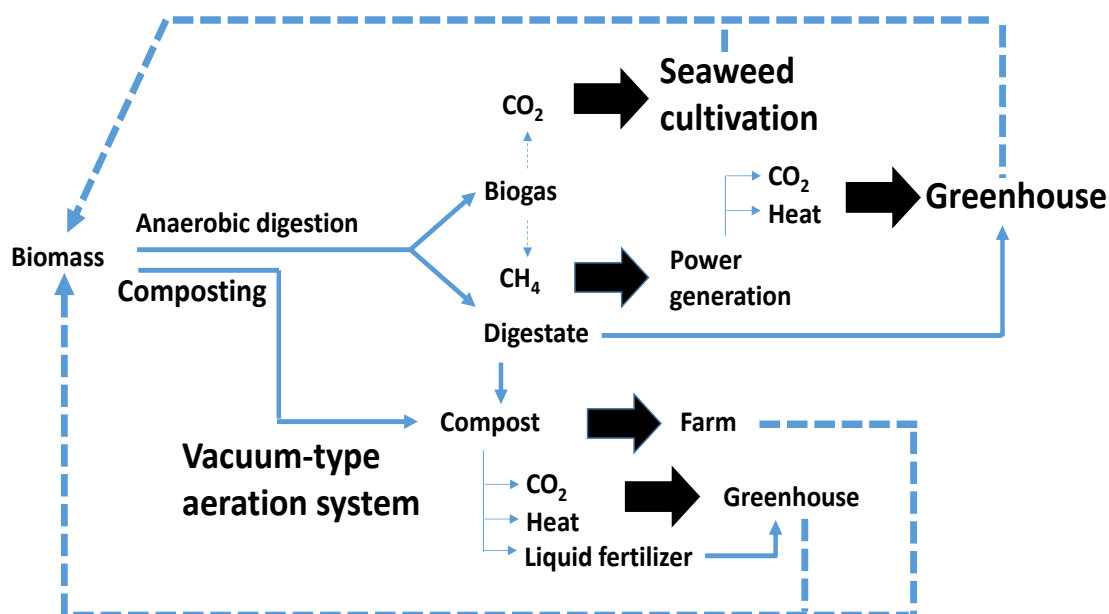 Seaweed
cultivation
CO₂
Biogas
CO₂
Heat
Greenhouse
Anaerobic digestion
Biomass
Composting
CH₄
Power
generation
Digestate
Compost
Farm
Vacuum-type
aeration system
CO₂
Heat
Liquid fertilizer
Greenhouse